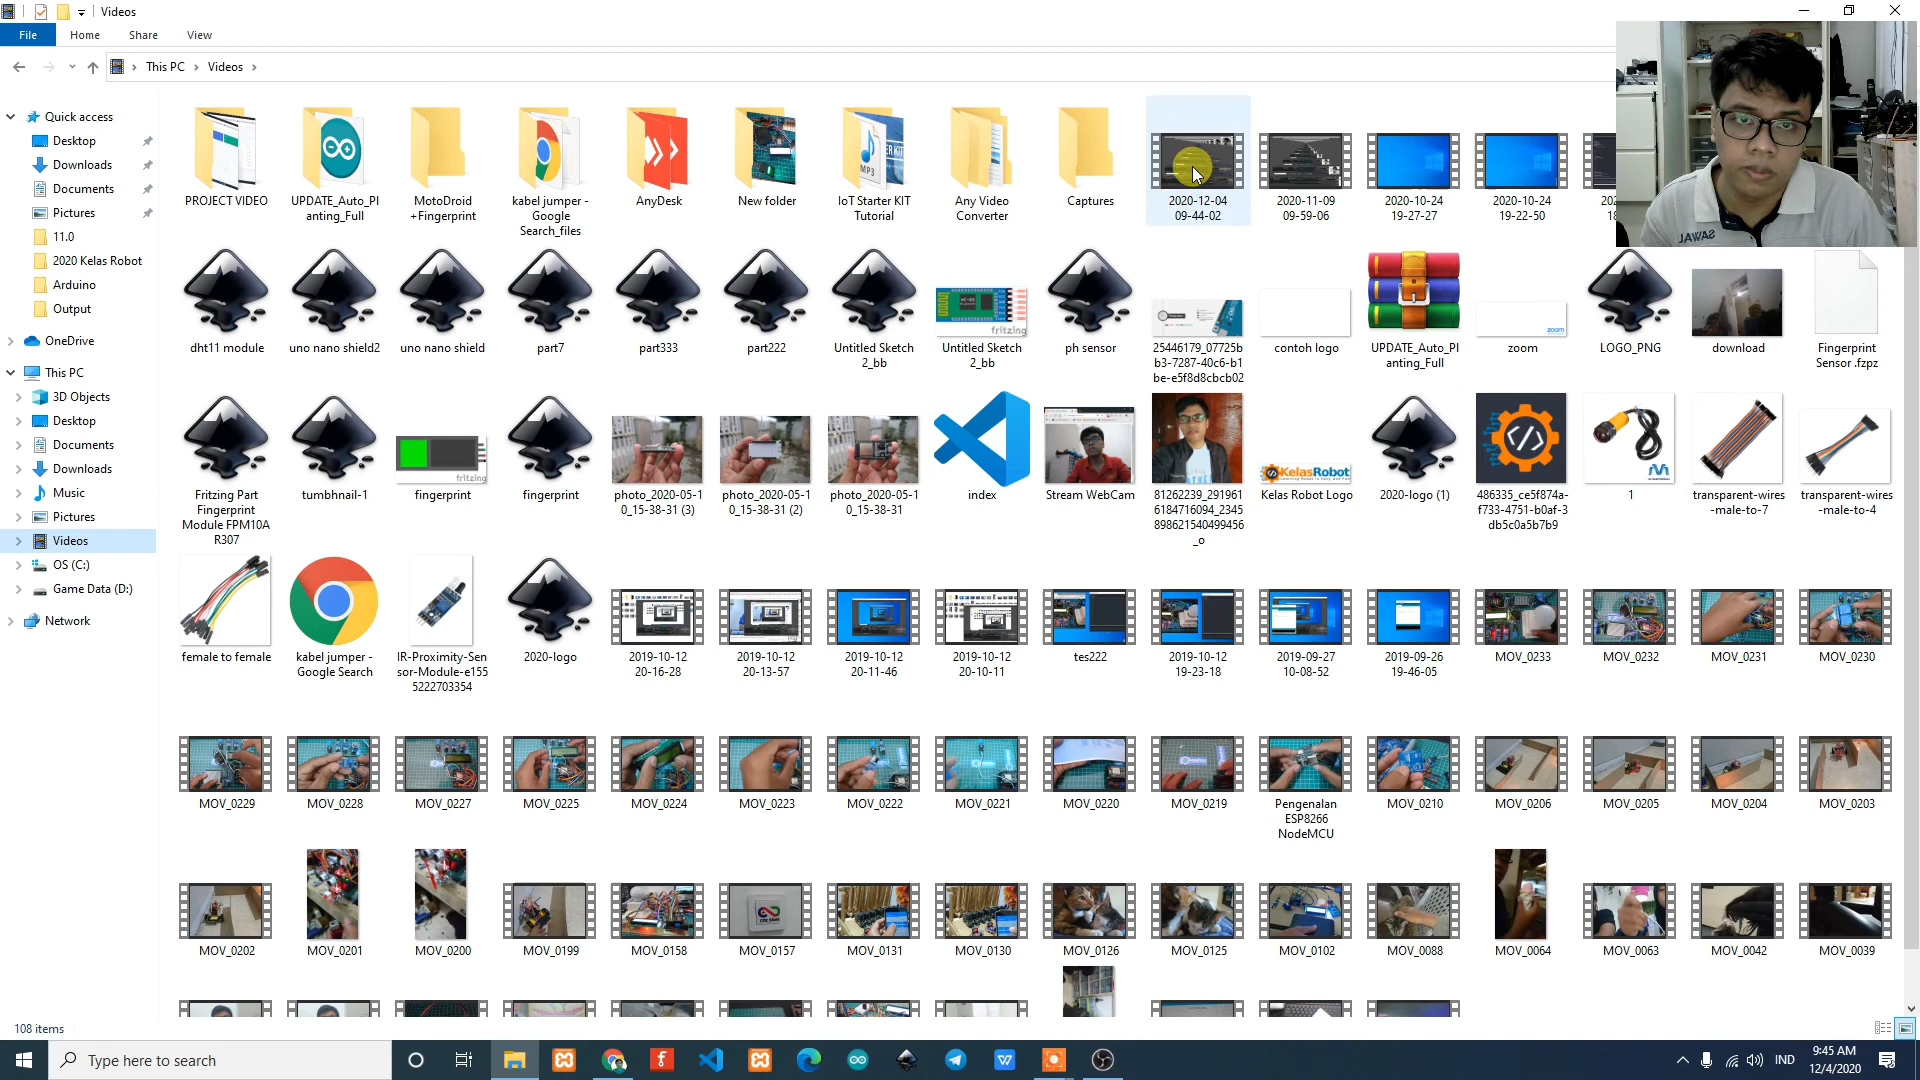 Videos
File
Home
Share
View
This PC
Videos
Quick access
Desktop
Downloads
Documents
Pictures
11.0
2020 Kelas Robot
Arduino
Output
OneDrive
This PC
3D Objects
Desktop
Documents
Downloads
Music
Pictures
Videos
OS (C:)
Game Data (D:)
Network
PROJECT VIDEO
UPDATE_Auto_Pl
anting_Full
MotoDroid
+Fingerprint
kabel jumper -
Google
Search_files
AnyDesk
New folder
IoT Starter KIT
Tutorial
Any Video
Converter
Captures
2020-12-04
09-44-02
2020-11-09
09-59-06
2020-10-24
19-27-27
2020-10-24
19-22-50
dht11 module
uno nano shield2
uno nano shield
part7
part333
part222
Untitled Sketch
2_bb
fritzing
Untitled Sketch
2_bb
ph sensor
25446179_07725b
b3-7287-40c6-b1
be-e5f8d8cbcb02
contoh logo
UPDATE_Auto_Pl
anting_Full
zoom
zoom
LOGO_PNG
download
Fingerprint
Sensor .fzpz
Fritzing Part
Fingerprint
Module FPM10A
R307
tumbhnail-1
fritzing
fingerprint
fingerprint
photo_2020-05-1
0_15-38-31 (3)
photo_2020-05-1
0_15-38-31 (2)
photo_2020-05-1
0_15-38-31
index
Stream WebCam
81262239_291961
6184716094_2345
898621540499456
_o
KelasRobot
Kelas Robot Logo
2020-logo (1)
486335_ce5f874a-
f733-4751-b0af-3
db5c0a5b7b9
1
transparent-wires
-male-to-7
transparent-wires
-male-to-4
female to female
kabel jumper -
Google Search
IR-Proximity-Sen
sor-Module-e155
5222703354
2020-logo
2019-10-12
20-16-28
2019-10-12
20-13-57
2019-10-12
20-11-46
2019-10-12
20-10-11
tes222
2019-10-12
19-23-18
2019-09-27
10-08-52
2019-09-26
19-46-05
MOV_0233
MOV_0232
MOV_0231
MOV_0230
MOV_0229
MOV_0228
MOV_0227
MOV_0225
MOV_0224
MOV_0223
MOV_0222
MOV_0221
MOV_0220
MOV_0219
Pengenalan
ESP8266
NodeMCU
MOV_0210
MOV_0206
MOV_0205
MOV_0204
MOV_0203
MOV_0202
MOV_0201
MOV_0200
MOV_0199
MOV_0158
MOV_0157
MOV_0131
MOV_0130
MOV_0126
MOV_0125
MOV_0102
MOV_0088
MOV_0064
MOV_0063
MOV_0042
MOV_0039
108 items
Type here to search
IND
9:45 AM
12/4/2020